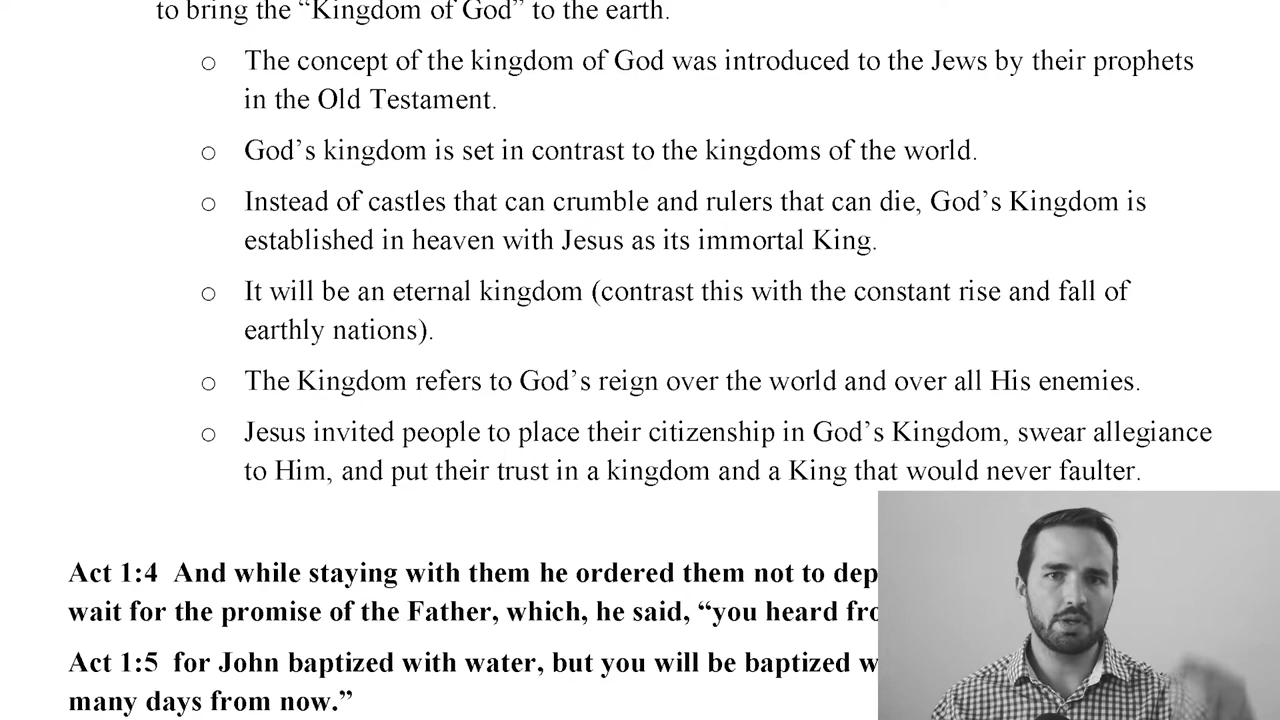 to bring the “Kingdom of God” to the earth.
○ The concept of the kingdom of God was introduced to the Jews by their prophets
in the Old Testament.
○ God’s kingdom is set in contrast to the kingdoms of the world.
○ Instead of castles that can crumble and rulers that can die, God’s Kingdom is
established in heaven with Jesus as its immortal King.
○ It will be an eternal kingdom (contrast this with the constant rise and fall of
earthly nations).
○ The Kingdom refers to God’s reign over the world and over all His enemies.
○ Jesus invited people to place their citizenship in God’s Kingdom, swear allegiance
to Him, and put their trust in a kingdom and a King that would never faulter.
Act 1:4 And while staying with them he ordered them not to dep
wait for the promise of the Father, which, he said, “you heard fro
Act 1:5 for John baptized with water, but you will be baptized w
many days from now.”